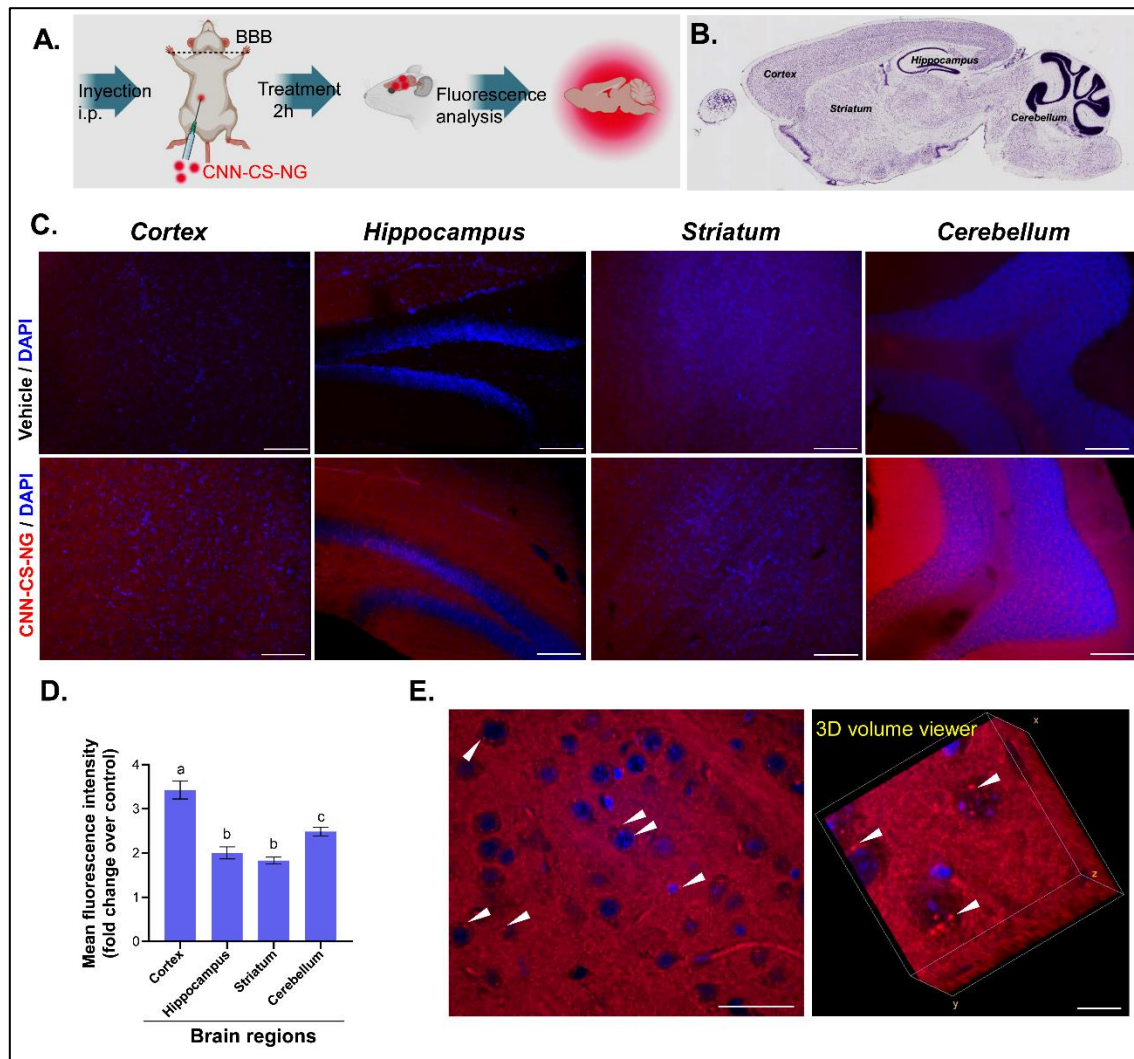 A.
BBB
Inyection
i.p.
Treatment
2h
Fluorescence
analysis
CNN-CS-NG
B.
Cortex
Hippocampus
Striatum
Cerebellum
C.
Cortex
Hippocampus
Striatum
Cerebellum
Vehicle / DAPI
CNN-CS-NG / DAPI
D.
Mean fluorescence intensity
(fold change over control)
4
3
2
1
0
a
b
b
c
Cortex
Hippocampus
Striatum
Cerebellum
Brain regions
E.
3D volume viewer
x
z
y